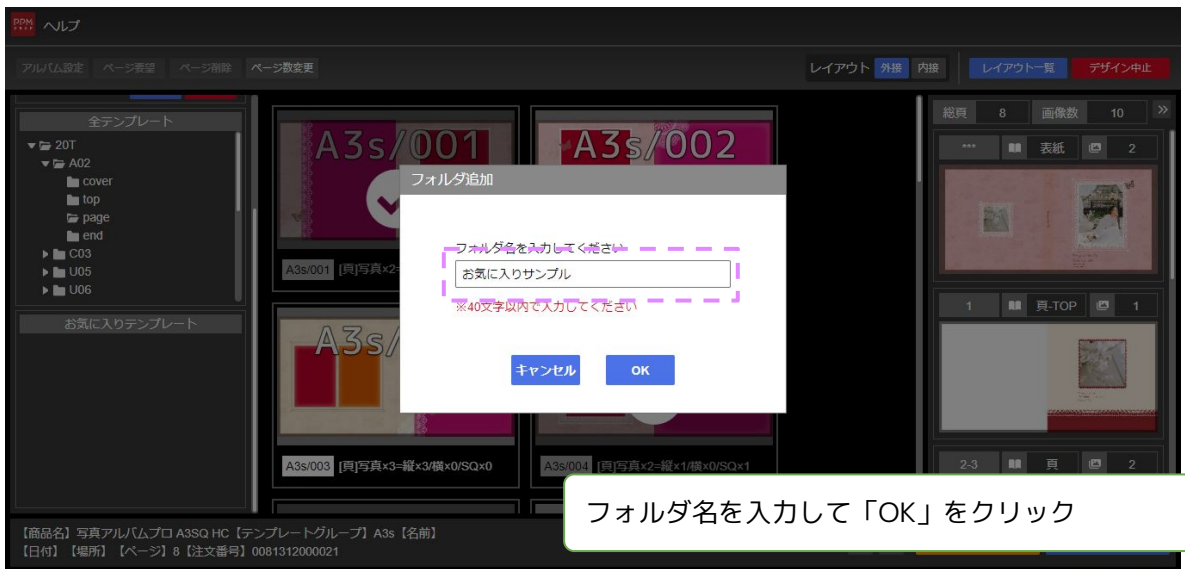 PPM
ヘルプ
アルバム設定 ページ要望 ページ削除 ページ数変更
レイアウト 外接 内接 レイアウト一覧 デザイン中止
全テンプレート
20T
A02
cover
top
page
end
C03
U05
U06
お気に入りテンプレート
A3s/001
A3s/002
A3s/001 [頁]写真×2=
A3s/
A3s/003 [頁]写真×3=縦×3/横×0/SQ×0
A3s/004 [頁]写真×2=縦×1/横×0/SQ×1
フォルダ追加
フォルダ名を入力してください
お気に入りサンプル
※40文字以内で入力してください
キャンセル OK
総頁 8 画像数 10 »
*** 表紙 2
1 頁-TOP 1
2-3 頁 2
フォルダ名を入力して「OK」をクリック
【商品名】写真アルバムプロ A3SQ HC【テンプレートグループ】A3s【名前】
【日付】【場所】【ページ】8【注文番号】0081312000021